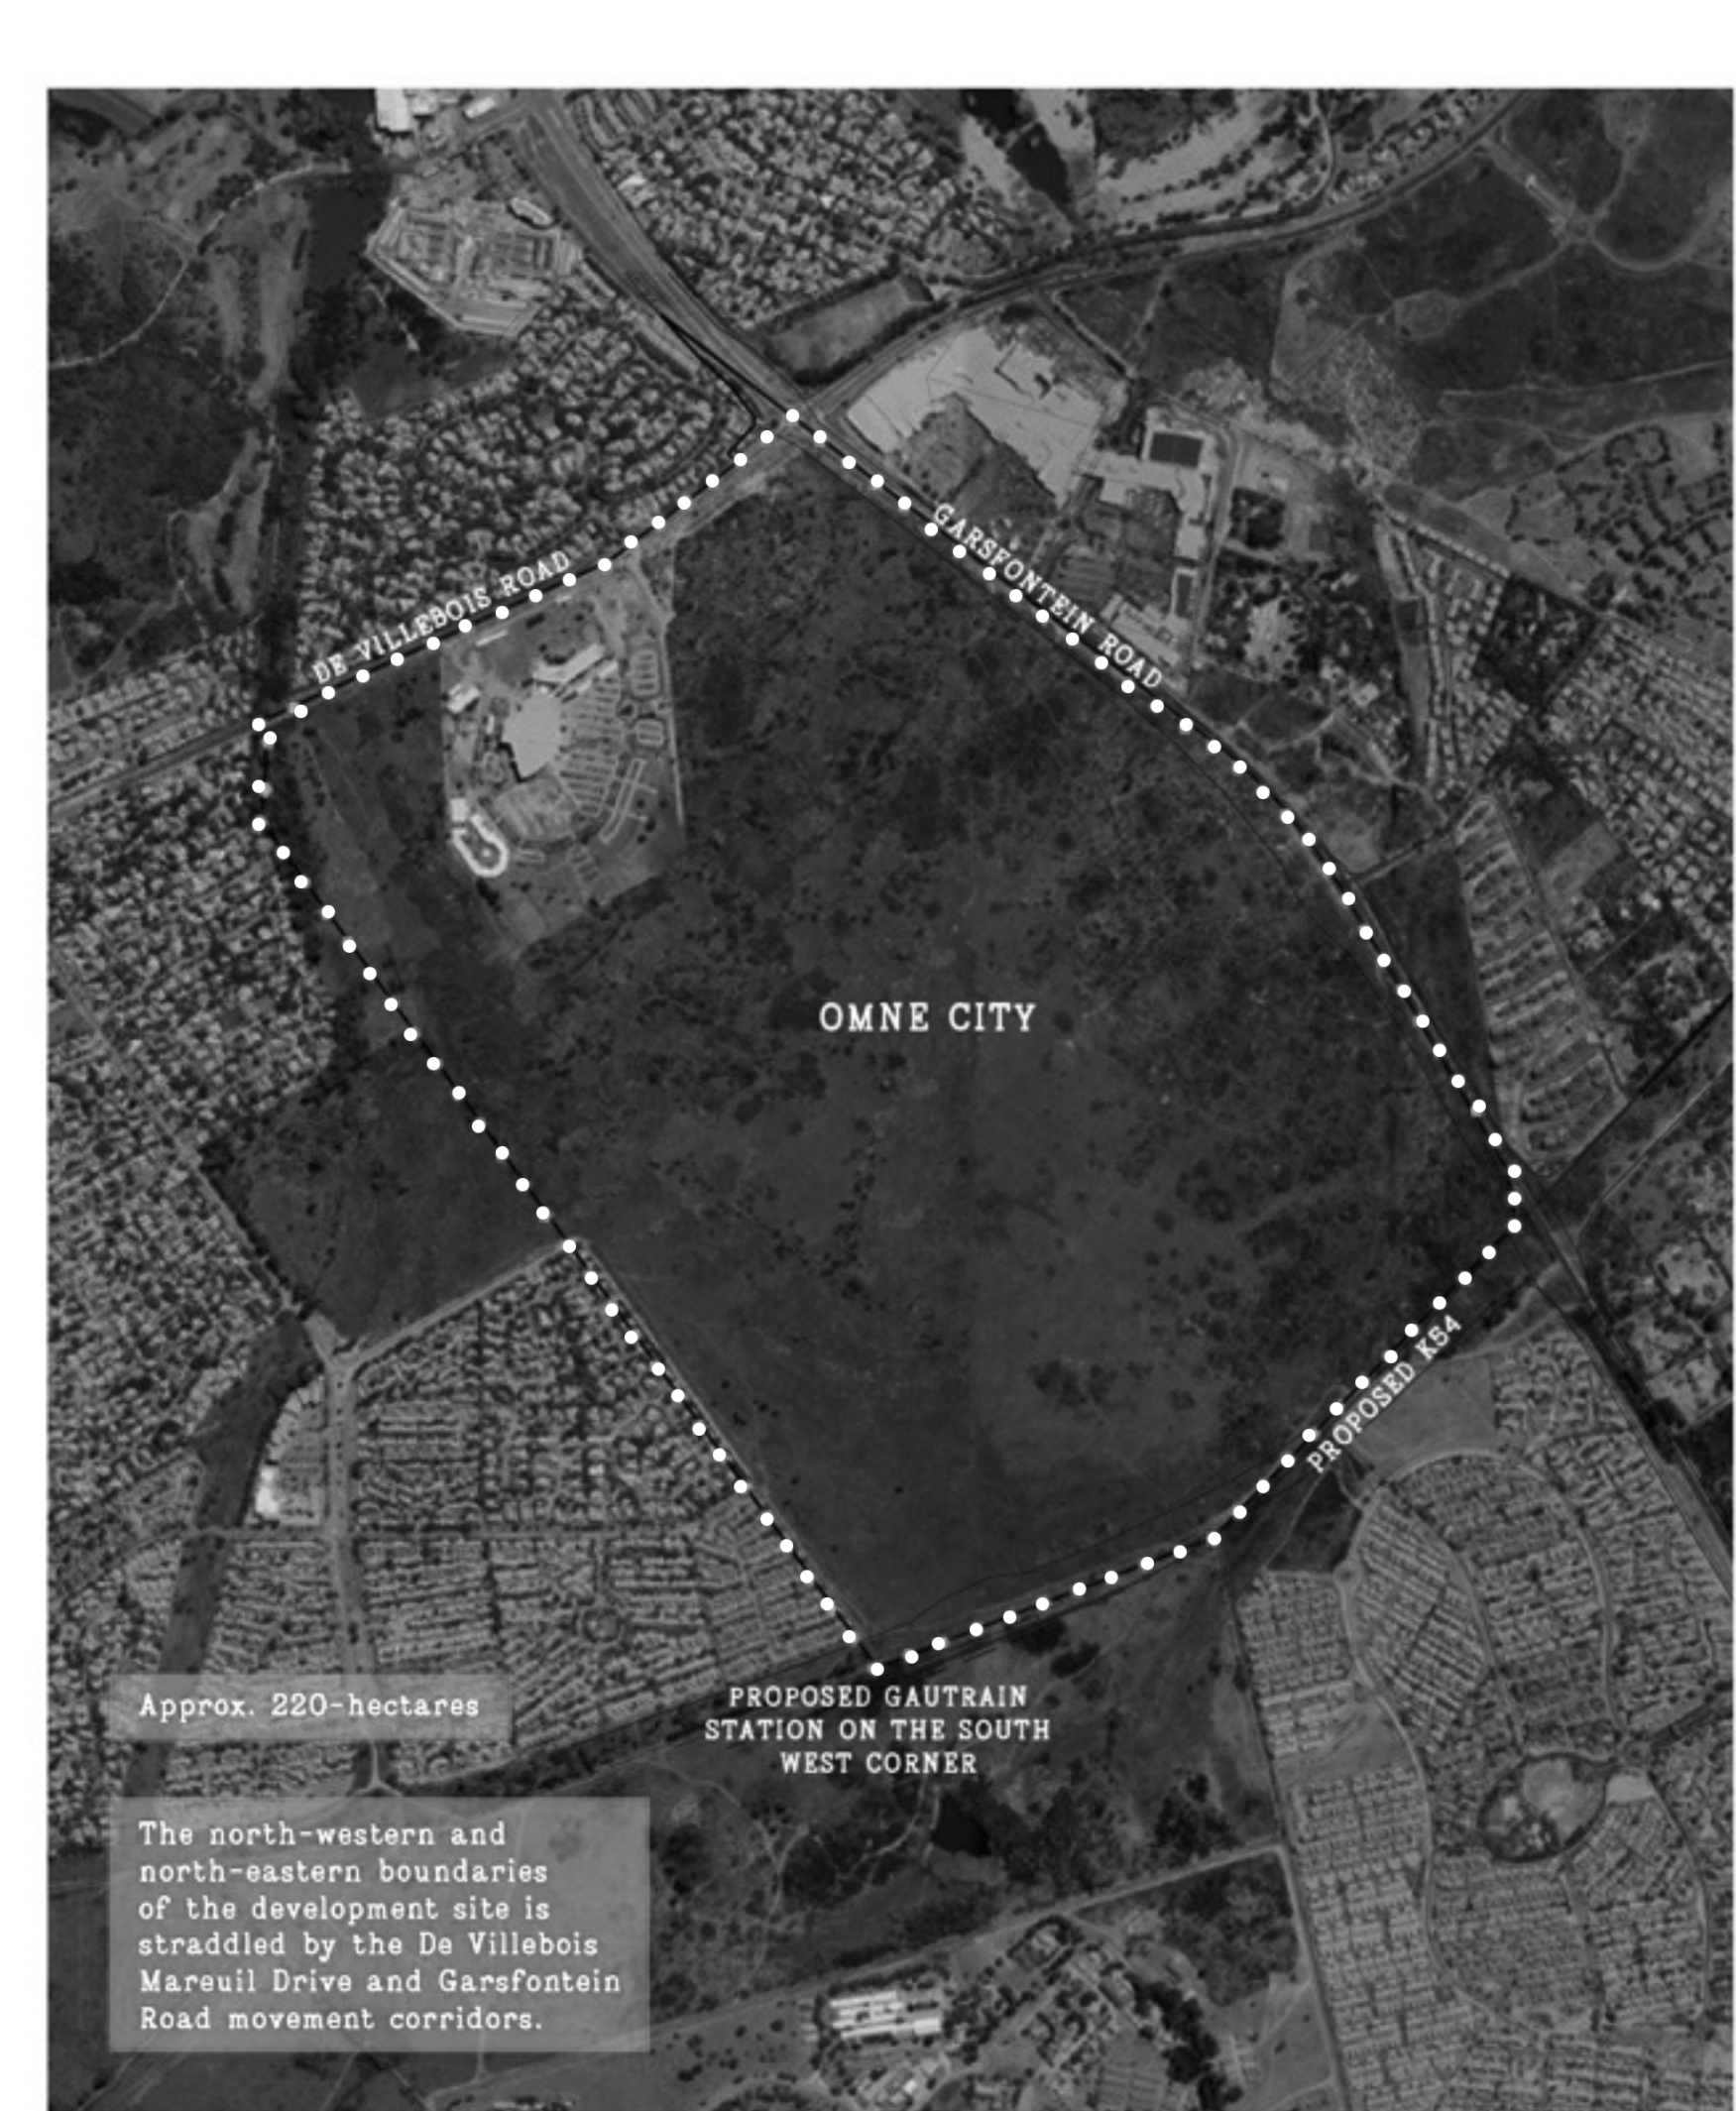 DE VILLEBOIS ROAD
GARSFONTEIN ROAD
OMNE CITY
PROPOSED K54
PROPOSED GAUTRAIN
STATION ON THE SOUTH
WEST CORNER
Approx. 220-hectares
The north-western and
north-eastern boundaries
of the development site is
straddled by the De Villebois
Mareuil Drive and Garsfontein
Road movement corridors.